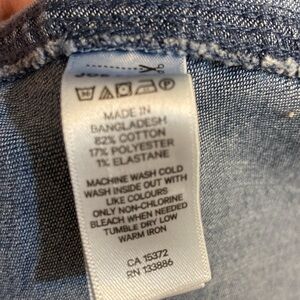 MADE IN
BANGLADESH
82% COTTON
17% POLYESTER
1% ELASTANE
MACHINE WASH COLD
WASH INSIDE OUT WITH
LIKE COLOURS
ONLY NON-CHLORINE
BLEACH WHEN NEEDED
TUMBLE DRY LOW
WARM IRON
CA 15372
RN 133886